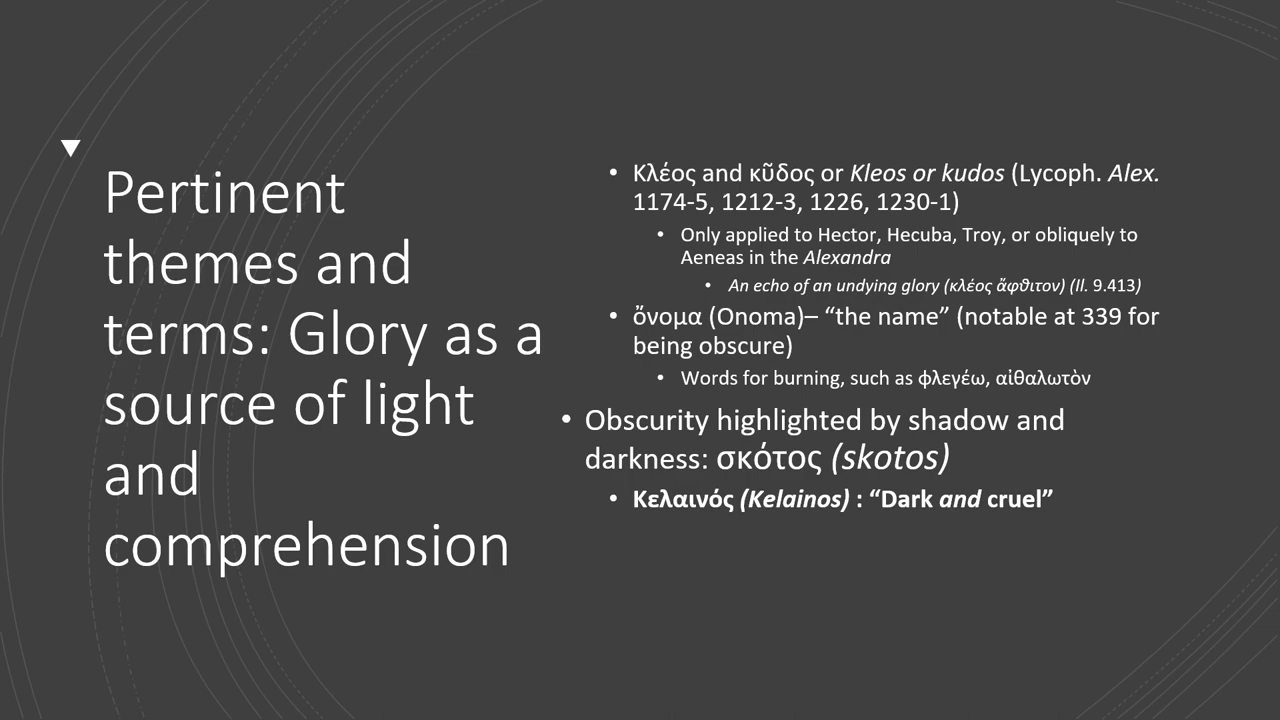 Pertinent
themes and
terms: Glory as a
source of light
and
comprehension
• Κλέος and κῦδος or Kleos or kudos (Lycoph. Alex.
1174-5, 1212-3, 1226, 1230-1)
• Only applied to Hector, Hecuba, Troy, or obliquely to
Aeneas in the Alexandra
• An echo of an undying glory (κλέος ἄφθιτον) (Il. 9.413)
• ὄνομα (Onoma)– “the name” (notable at 339 for
being obscure)
• Words for burning, such as φλεγέω, αἰθαλωτὸν
• Obscurity highlighted by shadow and
darkness: σκότος (skotos)
• Κελαινός (Kelainos) : “Dark and cruel”